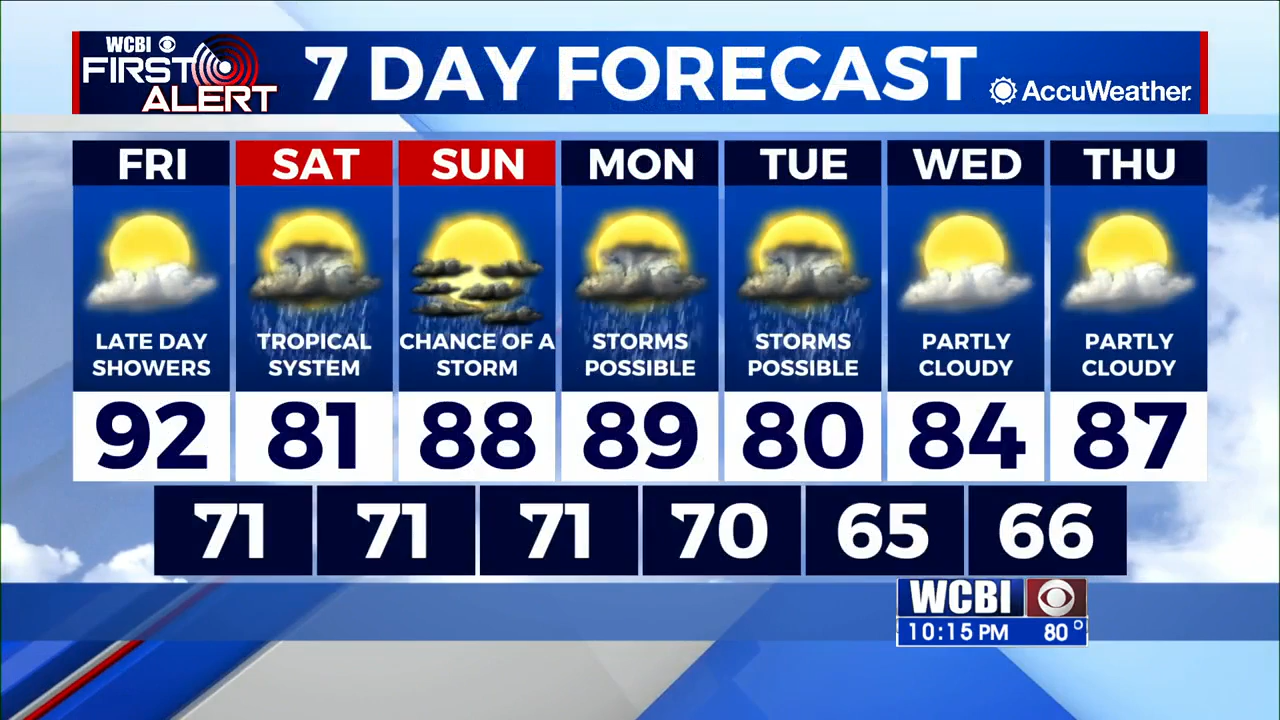 WCBI
FIRST
ALERT
7 DAY FORECAST
AccuWeather
FRI SAT SUN MON TUE WED THU
LATE DAY SHOWERS
TROPICAL SYSTEM
CHANCE OF A STORM
STORMS POSSIBLE
STORMS POSSIBLE
PARTLY CLOUDY
PARTLY CLOUDY
92 81 88 89 80 84 87
71 71 71 70 65 66
WCBI
10:15 PM 80°